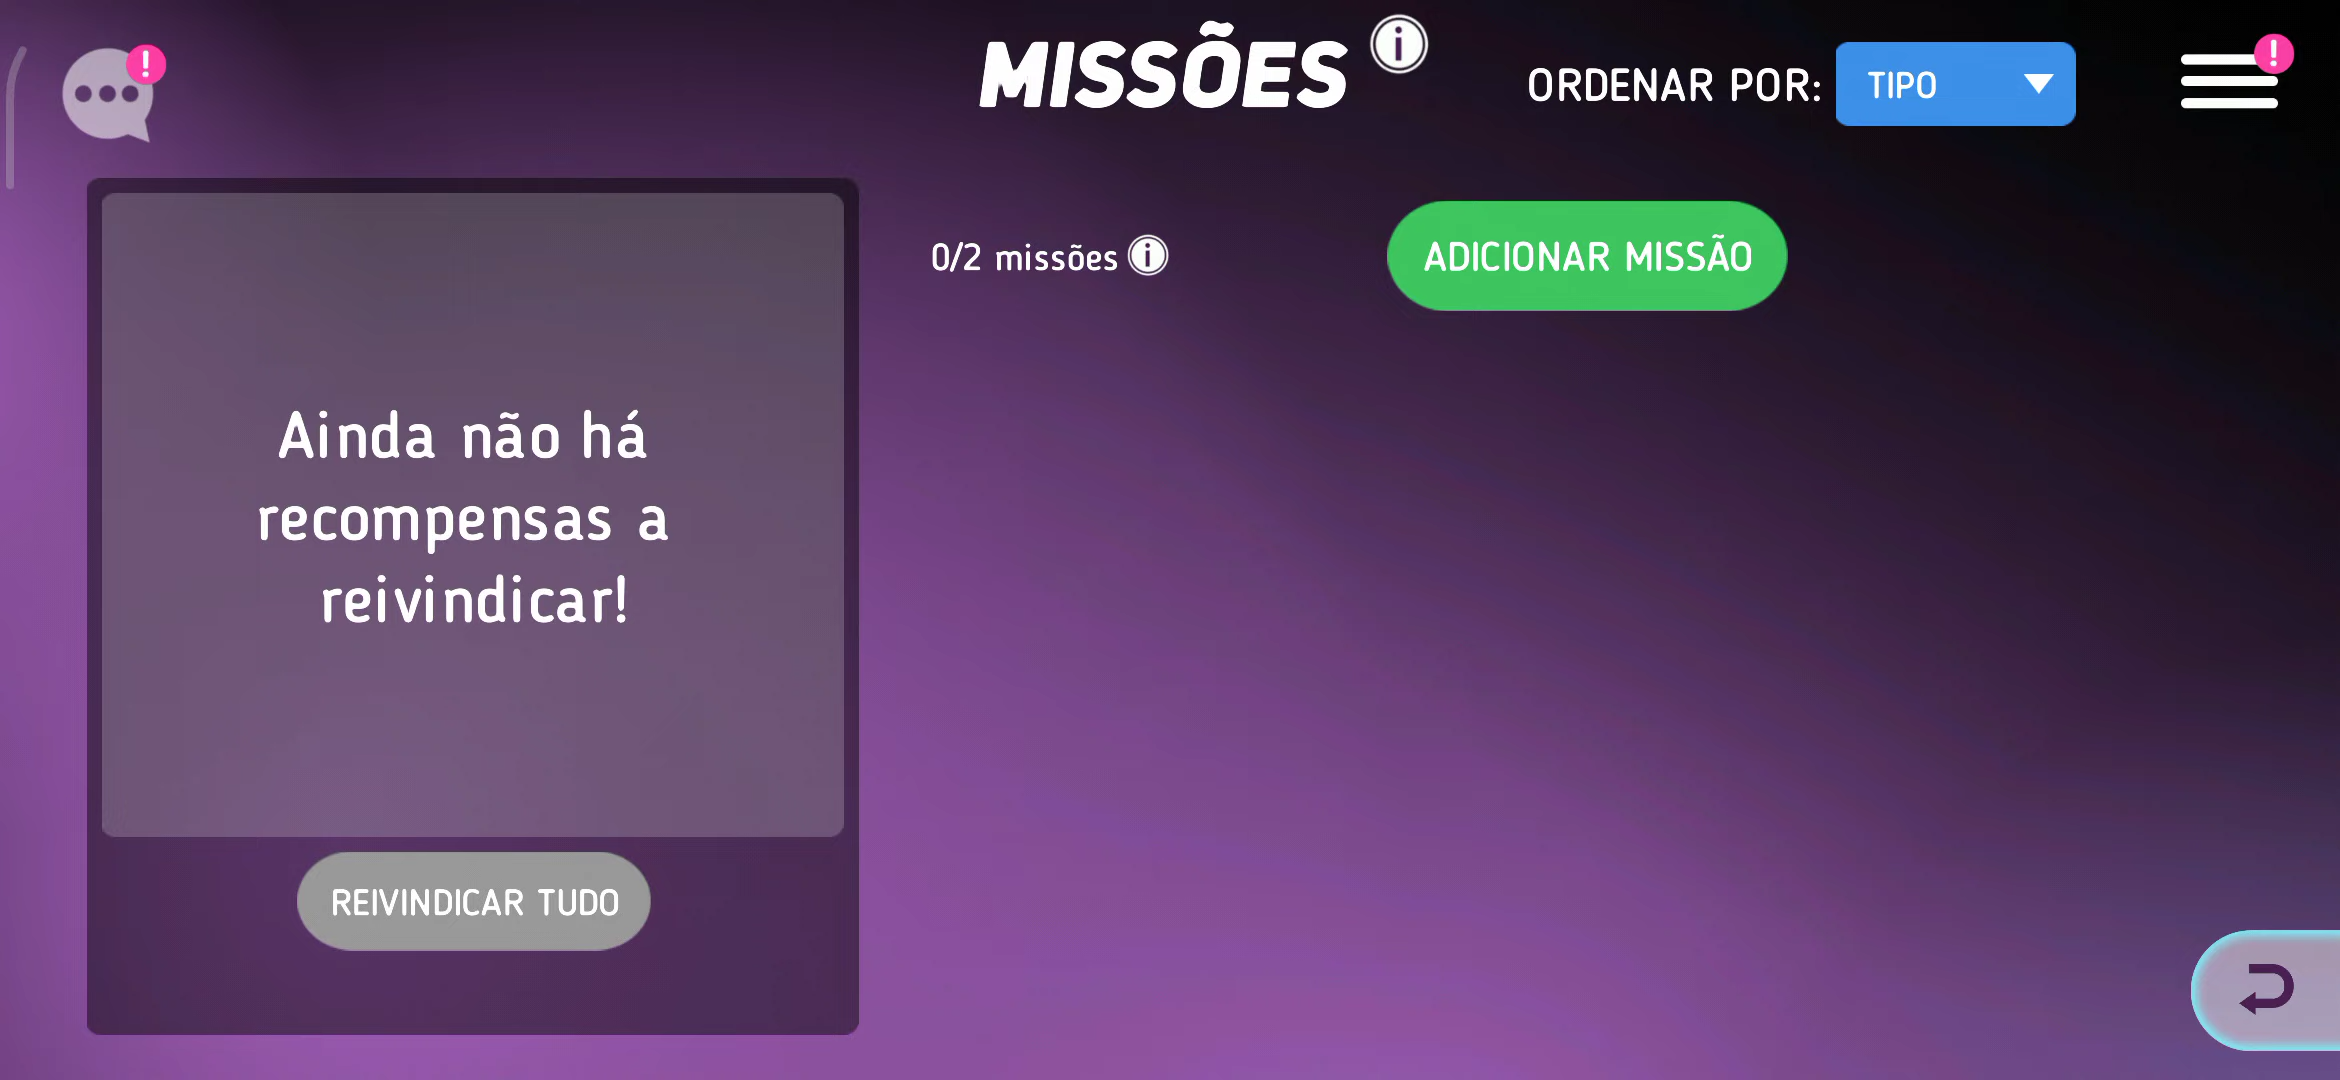 MISSÕES
ORDENAR POR: TIPO
0/2 missões
ADICIONAR MISSÃO
Ainda não há
recompensas a
reivindicar!
REIVINDICAR TUDO